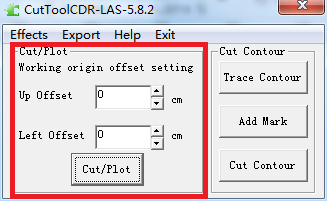 CutToolCDR-LAS-5.8.2
Effects Export Help Exit
Cut/Plot
Working origin offset setting
Up Offset 0 cm
Left Offset 0 cm
Cut/Plot
Cut Contour
Trace Contour
Add Mark
Cut Contour